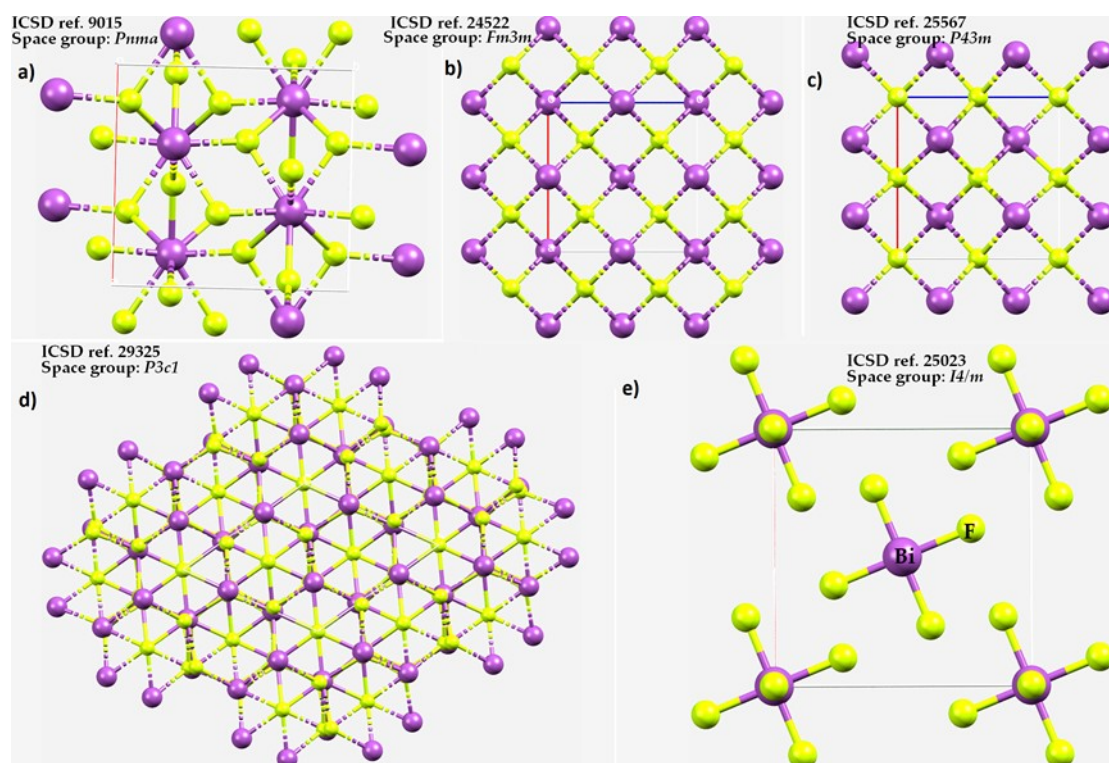 ICSD ref. 9015
Space group: Pnma
a)
ICSD ref. 24522
Space group: Fm3m
b)
ICSD ref. 25567
Space group: P43m
c)
ICSD ref. 29325
Space group: P3c1
d)
ICSD ref. 25023
Space group: I4/m
e)
F
Bi